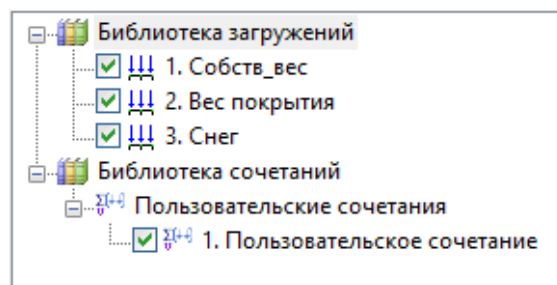 Библиотека загружений
1. Собств_вес
2. Вес покрытия
3. Снег
Библиотека сочетаний
Пользовательские сочетания
1. Пользовательское сочетание